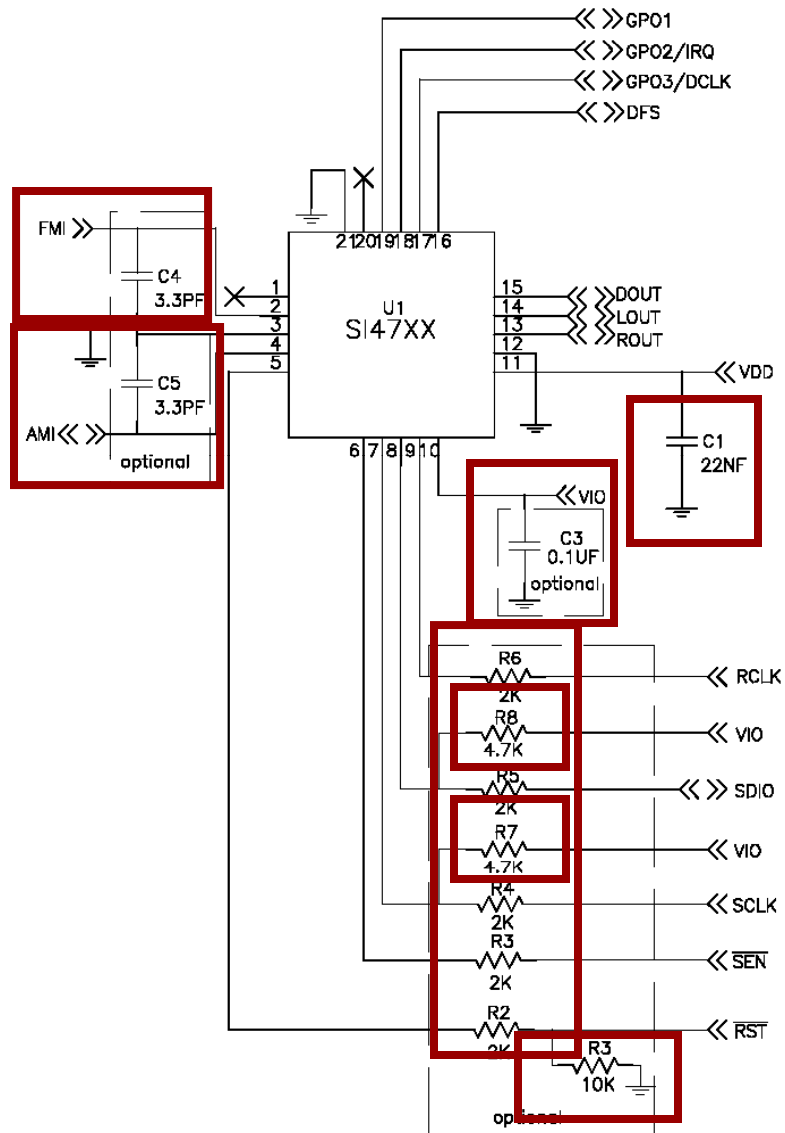 GPO1
GPO2/IRQ
GPO3/DCLK
DFS
FMI
21 20 19 18 17 16
C4
3.3PF
1
2
3
4
5
U1
SI47XX
15
14
13
12
11
DOUT
LOUT
ROUT
VDD
C5
3.3PF
AMI
optional
6 7 8 9 10
C1
22NF
VIO
C3
0.1UF
optional
R6
2K
RCLK
R8
4.7K
VIO
R5
2K
SDIO
R7
4.7K
VIO
R4
2K
SCLK
R3
2K
SEN
R2
2K
RST
R3
10K
optional